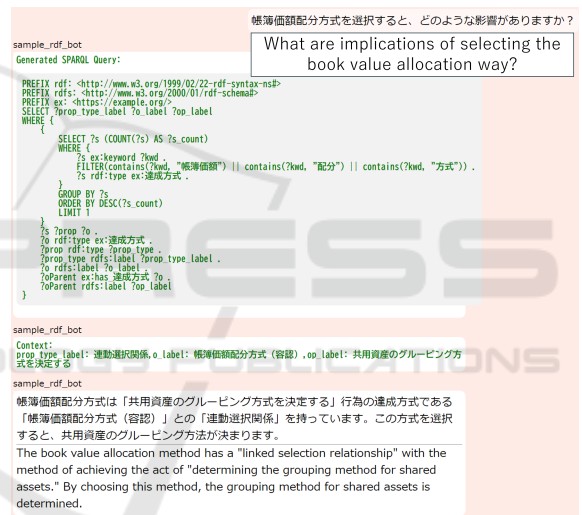 帳簿価額配分方式を選択すると、どのような影響がありますか？
What are implications of selecting the
book value allocation way?
sample_rdf_bot
Generated SPARQL Query:
PREFIX rdf: <http://www.w3.org/1999/02/22-rdf-syntax-ns#>
PREFIX rdfs: <http://www.w3.org/2000/01/rdf-schema#>
PREFIX ex: <https://example.org/>
SELECT ?prop_type_label ?o_label ?op_label
WHERE {
{
SELECT ?s (COUNT(?s) AS ?s_count)
WHERE {
?s ex:keyword ?kwd .
FILTER(contains(?kwd, "帳簿価額") || contains(?kwd, "配分") || contains(?kwd, "方式")) .
?s rdf:type ex:達成方式 .
}
GROUP BY ?s
ORDER BY DESC(?s_count)
LIMIT 1
}
?s ?prop ?o .
?o rdf:type ex:達成方式 .
?prop rdf:type ?prop_type .
?prop_type rdfs:label ?prop_type_label .
?o rdfs:label ?o_label .
?oParent ex:has_達成方式 ?o .
?oParent rdfs:label ?op_label
}
sample_rdf_bot
Context:
prop_type_label: 連動選択関係,o_label: 帳簿価額配分方式（容認）,op_label: 共用資産のグルーピング方
式を決定する
sample_rdf_bot
帳簿価額配分方式は「共用資産のグルーピング方式を決定する」行為の達成方式である
「帳簿価額配分方式（容認）」との「連動選択関係」を持っています。この方式を選択
すると、共用資産のグルーピング方法が決まります。
The book value allocation method has a "linked selection relationship" with the
method of achieving the act of "determining the grouping method for shared
assets." By choosing this method, the grouping method for shared assets is
determined.